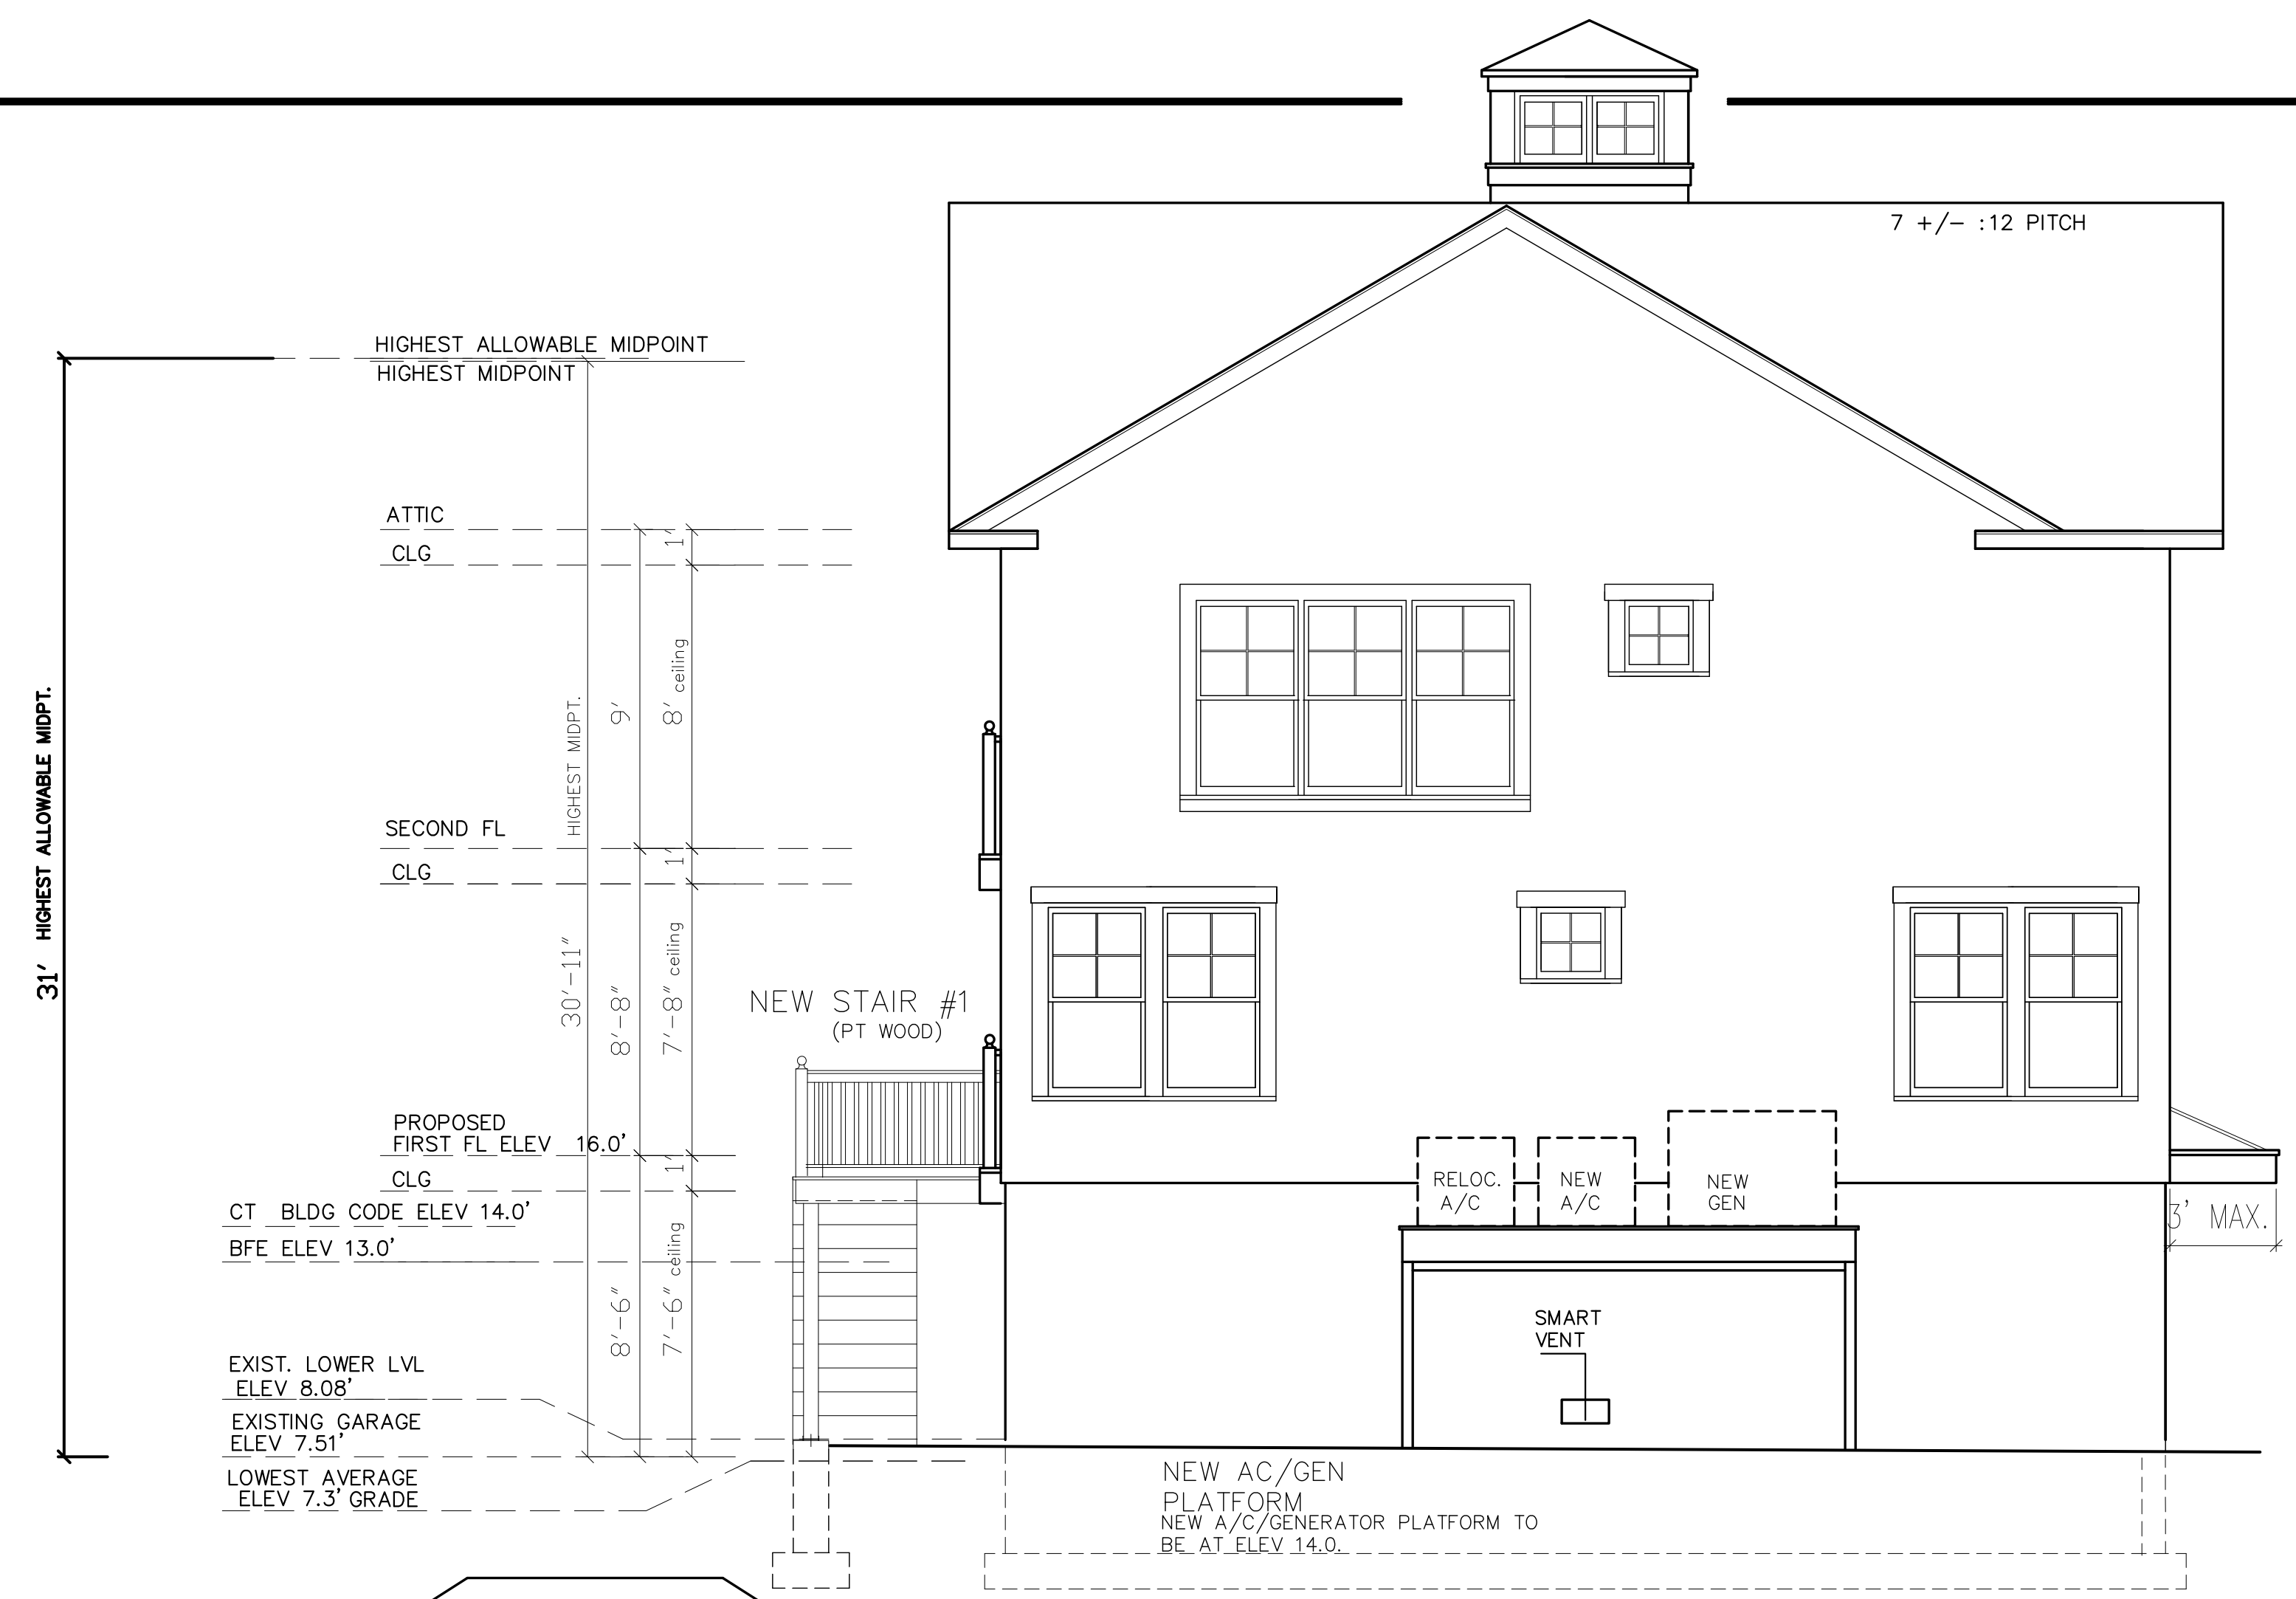 7 +/- :12 PITCH
HIGHEST ALLOWABLE MIDPOINT
HIGHEST MIDPOINT
ATTIC
CLG
1'
9'
8' ceiling
HIGHEST MIDPT.
30'-11"
31' HIGHEST ALLOWABLE MIDPT.
SECOND FL
CLG
1'
8'-8"
7'-8" ceiling
NEW STAIR #1
(PT WOOD)
PROPOSED
FIRST FL ELEV 16.0'
CLG
1'
CT BLDG CODE ELEV 14.0'
BFE ELEV 13.0'
8'-6"
7'-6" ceiling
EXIST. LOWER LVL
ELEV 8.08'
EXISTING GARAGE
ELEV 7.51'
LOWEST AVERAGE
ELEV 7.3' GRADE
RELOC.
A/C
NEW
A/C
NEW
GEN
3' MAX.
SMART
VENT
NEW AC/GEN
PLATFORM
NEW A/C/GENERATOR PLATFORM TO
BE AT ELEV 14.0.